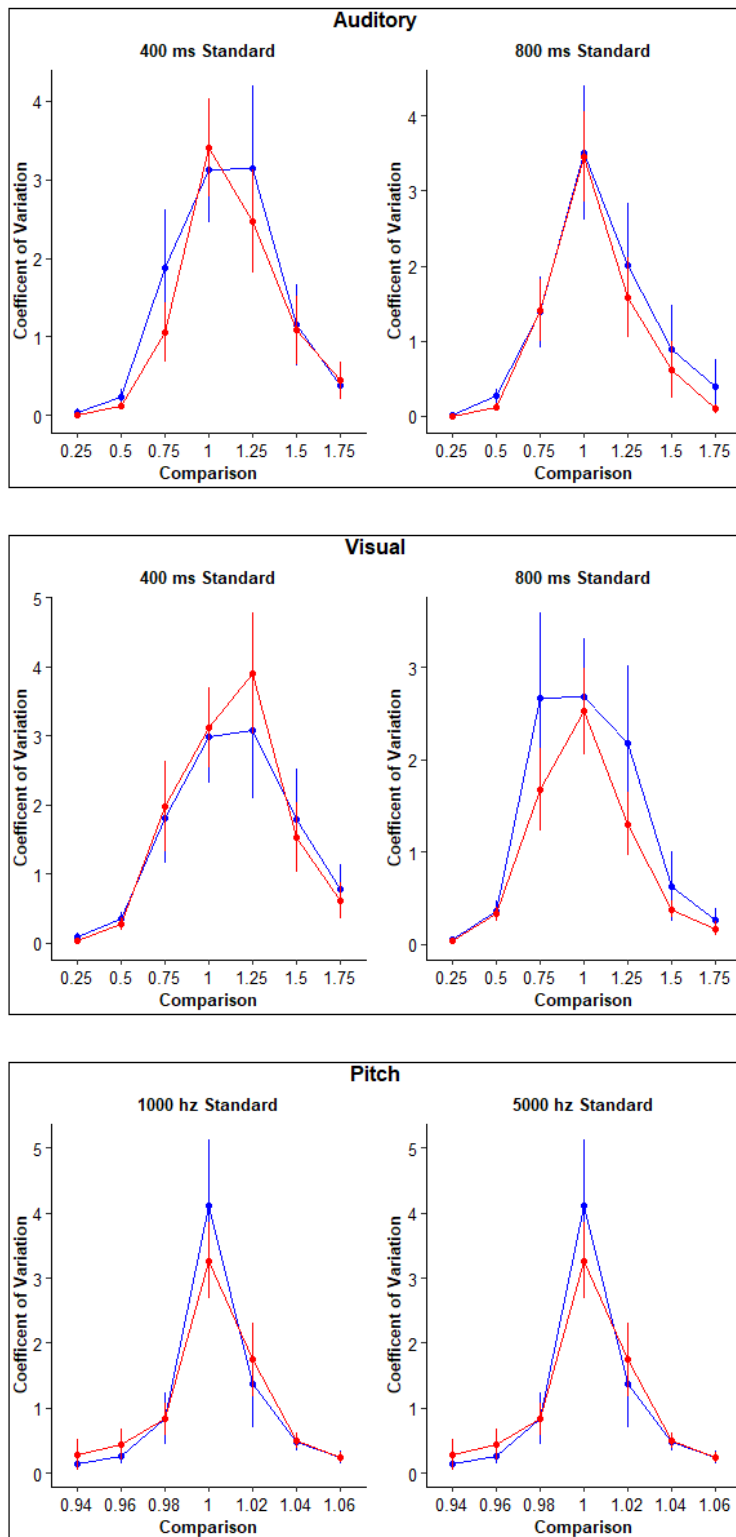 Auditory
400 ms Standard
800 ms Standard
Coefficent of Variation
4
3
2
1
0
0.25 0.5 0.75 1 1.25 1.5 1.75
Comparison
Coefficent of Variation
4
3
2
1
0
0.25 0.5 0.75 1 1.25 1.5 1.75
Comparison
Visual
400 ms Standard
800 ms Standard
Coefficent of Variation
5
4
3
2
1
0
0.25 0.5 0.75 1 1.25 1.5 1.75
Comparison
Coefficent of Variation
3
2
1
0
0.25 0.5 0.75 1 1.25 1.5 1.75
Comparison
Pitch
1000 hz Standard
5000 hz Standard
Coefficent of Variation
5
4
3
2
1
0
0.94 0.96 0.98 1 1.02 1.04 1.06
Comparison
Coefficent of Variation
5
4
3
2
1
0
0.94 0.96 0.98 1 1.02 1.04 1.06
Comparison